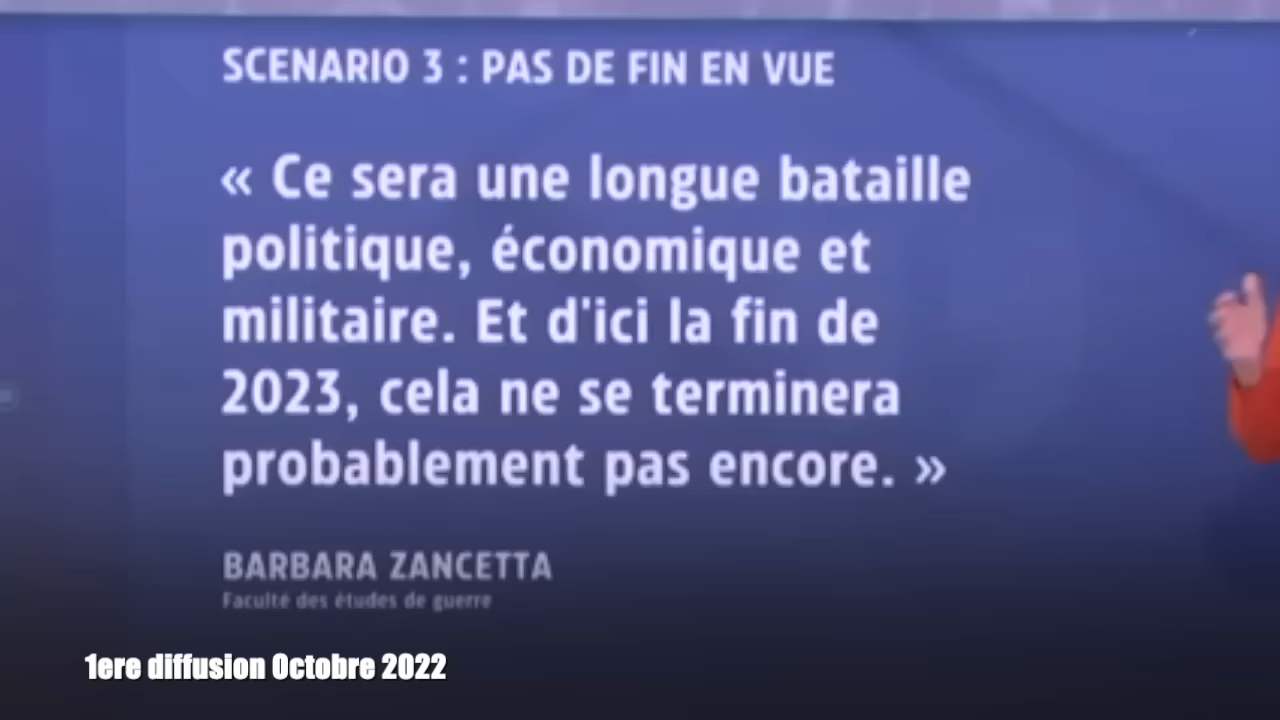 SCENARIO 3 : PAS DE FIN EN VUE
« Ce sera une longue bataille
politique, économique et
militaire. Et d'ici la fin de
2023, cela ne se terminera
probablement pas encore. »
BARBARA ZANCETTA
Faculté des études de guerre
1ere diffusion Octobre 2022